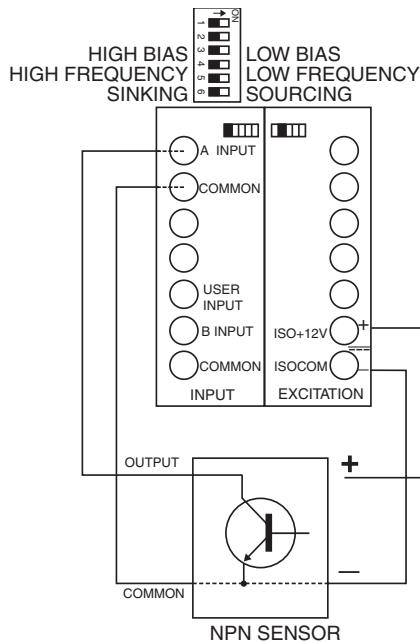 ON
1
2
3
4
5
6
HIGH BIAS LOW BIAS
HIGH FREQUENCY LOW FREQUENCY
SINKING SOURCING
A INPUT
COMMON
USER
INPUT
B INPUT
ISO+12V +
COMMON
ISOCOM —
INPUT
EXCITATION
OUTPUT
+
—
COMMON
NPN SENSOR